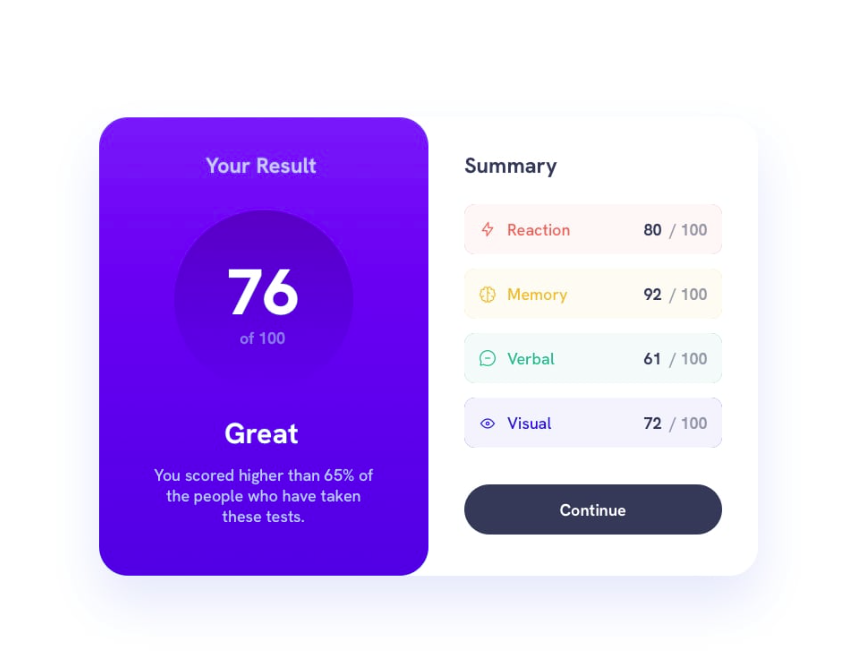 Your Result
76
of 100
Great
You scored higher than 65% of
the people who have taken
these tests.
Summary
Reaction 80 / 100
Memory 92 / 100
Verbal 61 / 100
Visual 72 / 100
Continue